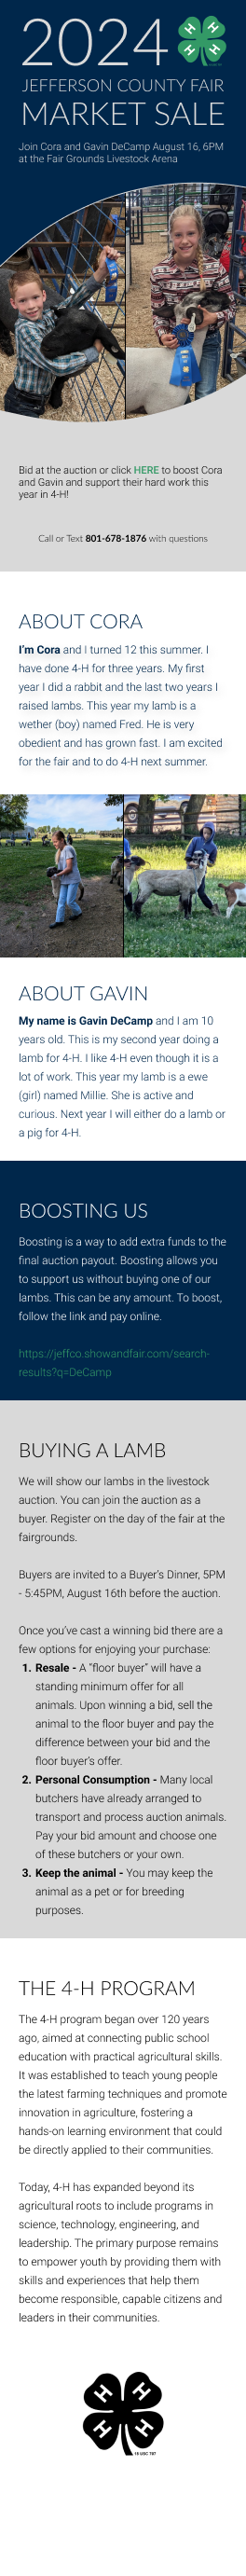 2024
H H H H
JEFFERSON COUNTY FAIR
MARKET SALE
Join Cora and Gavin DeCamp August 16, 6PM
at the Fair Grounds Livestock Arena
Bid at the auction or click HERE to boost Cora
and Gavin and support their hard work this
year in 4-H!
Call or Text 801-678-1876 with questions
ABOUT CORA
I'm Cora and I turned 12 this summer. I
have done 4-H for three years. My first
year I did a rabbit and the last two years I
raised lambs. This year my lamb is a
wether (boy) named Fred. He is very
obedient and has grown fast. I am excited
for the fair and to do 4-H next summer.
ABOUT GAVIN
My name is Gavin DeCamp and I am 10
years old. This is my second year doing a
lamb for 4-H. I like 4-H even though it is a
lot of work. This year my lamb is a ewe
(girl) named Millie. She is active and
curious. Next year I will either do a lamb or
a pig for 4-H.
BOOSTING US
Boosting is a way to add extra funds to the
final auction payout. Boosting allows you
to support us without buying one of our
lambs. This can be any amount. To boost,
follow the link and pay online.
https://jeffco.showandfair.com/search-
results?q=DeCamp
BUYING A LAMB
We will show our lambs in the livestock
auction. You can join the auction as a
buyer. Register on the day of the fair at the
fairgrounds.
Buyers are invited to a Buyer's Dinner, 5PM
- 5:45PM, August 16th before the auction.
Once you've cast a winning bid there are a
few options for enjoying your purchase:
1. Resale - A "floor buyer" will have a
standing minimum offer for all
animals. Upon winning a bid, sell the
animal to the floor buyer and pay the
difference between your bid and the
floor buyer's offer.
2. Personal Consumption - Many local
butchers have already arranged to
transport and process auction animals.
Pay your bid amount and choose one
of these butchers or your own.
3. Keep the animal - You may keep the
animal as a pet or for breeding
purposes.
THE 4-H PROGRAM
The 4-H program began over 120 years
ago, aimed at connecting public school
education with practical agricultural skills.
It was established to teach young people
the latest farming techniques and promote
innovation in agriculture, fostering a
hands-on learning environment that could
be directly applied to their communities.
Today, 4-H has expanded beyond its
agricultural roots to include programs in
science, technology, engineering, and
leadership. The primary purpose remains
to empower youth by providing them with
skills and experiences that help them
become responsible, capable citizens and
leaders in their communities.
H H H H
18 USC 707